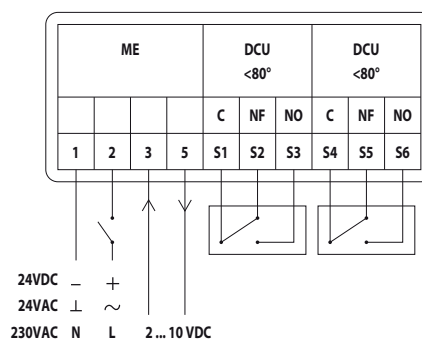 ME DCU DCU
<80° <80°
C NF NO C NF NO
1 2 3 5 S1 S2 S3 S4 S5 S6
24VDC – +
24VAC ⊥ ~
230VAC N L 2 ... 10 VDC